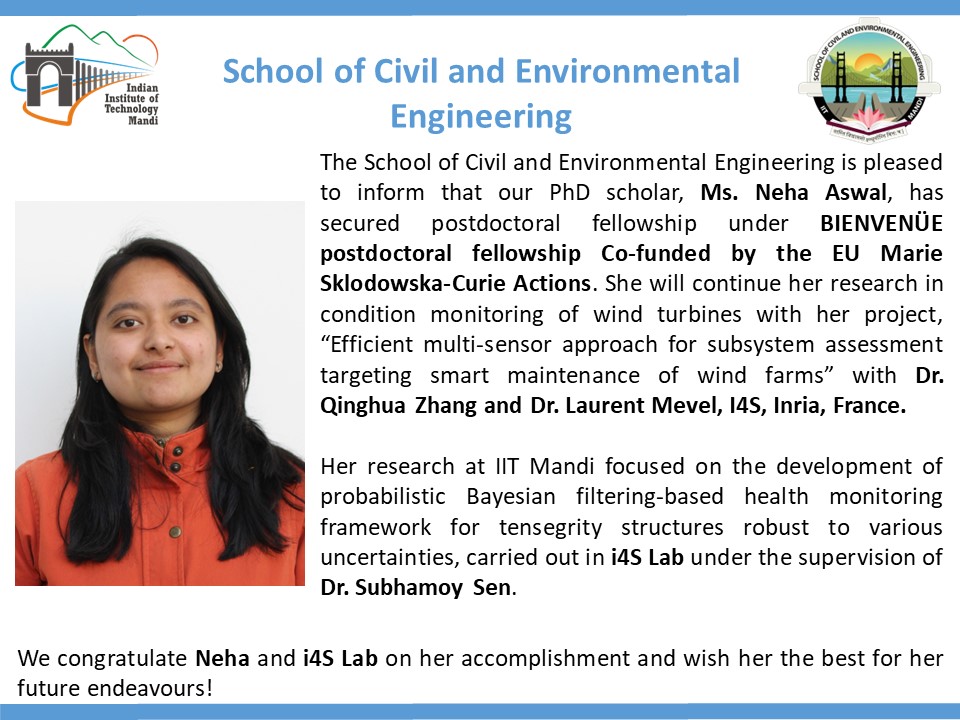 Indian
Institute of
Technology
Mandi
School of Civil and Environmental
Engineering
SCHOOL OF CIVIL AND ENVIRONMENTAL ENGINEERING
IIT MANDI
The School of Civil and Environmental Engineering is pleased
to inform that our PhD scholar, Ms. Neha Aswal, has
secured postdoctoral fellowship under BIENVENÜE
postdoctoral fellowship Co-funded by the EU Marie
Sklodowska-Curie Actions. She will continue her research in
condition monitoring of wind turbines with her project,
“Efficient multi-sensor approach for subsystem assessment
targeting smart maintenance of wind farms” with Dr.
Qinghua Zhang and Dr. Laurent Mevel, I4S, Inria, France.
Her research at IIT Mandi focused on the development of
probabilistic Bayesian filtering-based health monitoring
framework for tensegrity structures robust to various
uncertainties, carried out in i4S Lab under the supervision of
Dr. Subhamoy Sen.
We congratulate Neha and i4S Lab on her accomplishment and wish her the best for her
future endeavours!